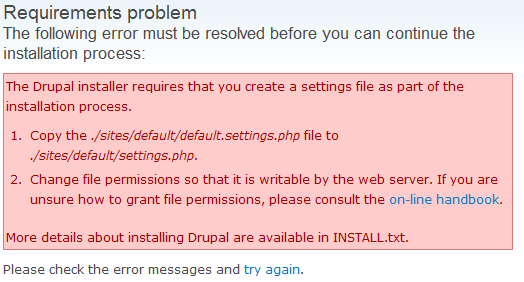 Requirements problem
The following error must be resolved before you can continue the
installation process:
The Drupal installer requires that you create a settings file as part of the
installation process.
1. Copy the ./sites/default/default.settings.php file to
./sites/default/settings.php.
2. Change file permissions so that it is writable by the web server. If you are
unsure how to grant file permissions, please consult the on-line handbook.
More details about installing Drupal are available in INSTALL.txt.
Please check the error messages and try again.